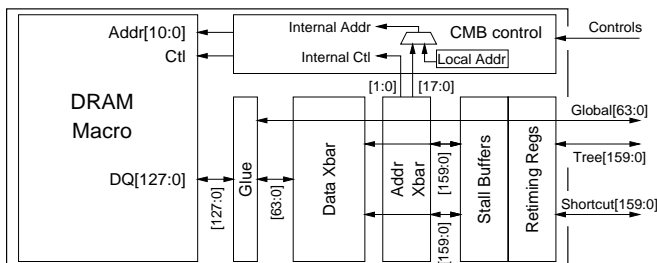 Addr[10:0]
Ctl
DRAM
Macro
DQ[127:0]
Internal Addr
Internal Ctl
CMB control
Local Addr
[1:0]
[17:0]
Controls
Global[63:0]
Tree[159:0]
Shortcut[159:0]
[127:0]
Glue
[63:0]
Data Xbar
Addr
Xbar
[159:0]
[159:0]
Stall Buffers
Retiming Regs